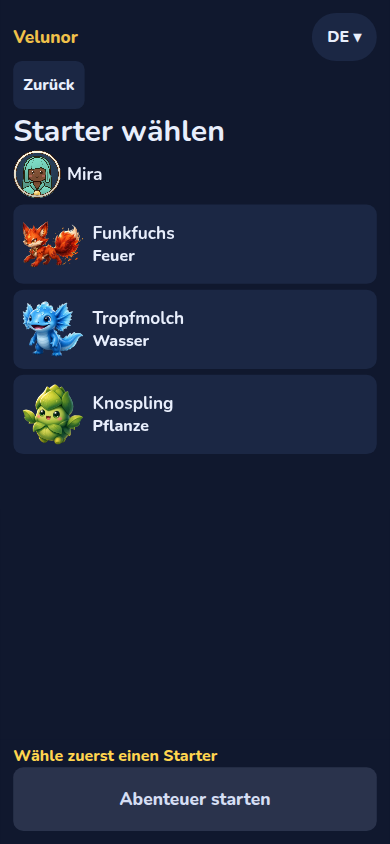 Velunor
DE ▾
Zurück
Starter wählen
Mira
Funkfuchs
Feuer
Tropfmolch
Wasser
Knospling
Pflanze
Wähle zuerst einen Starter
Abenteuer starten